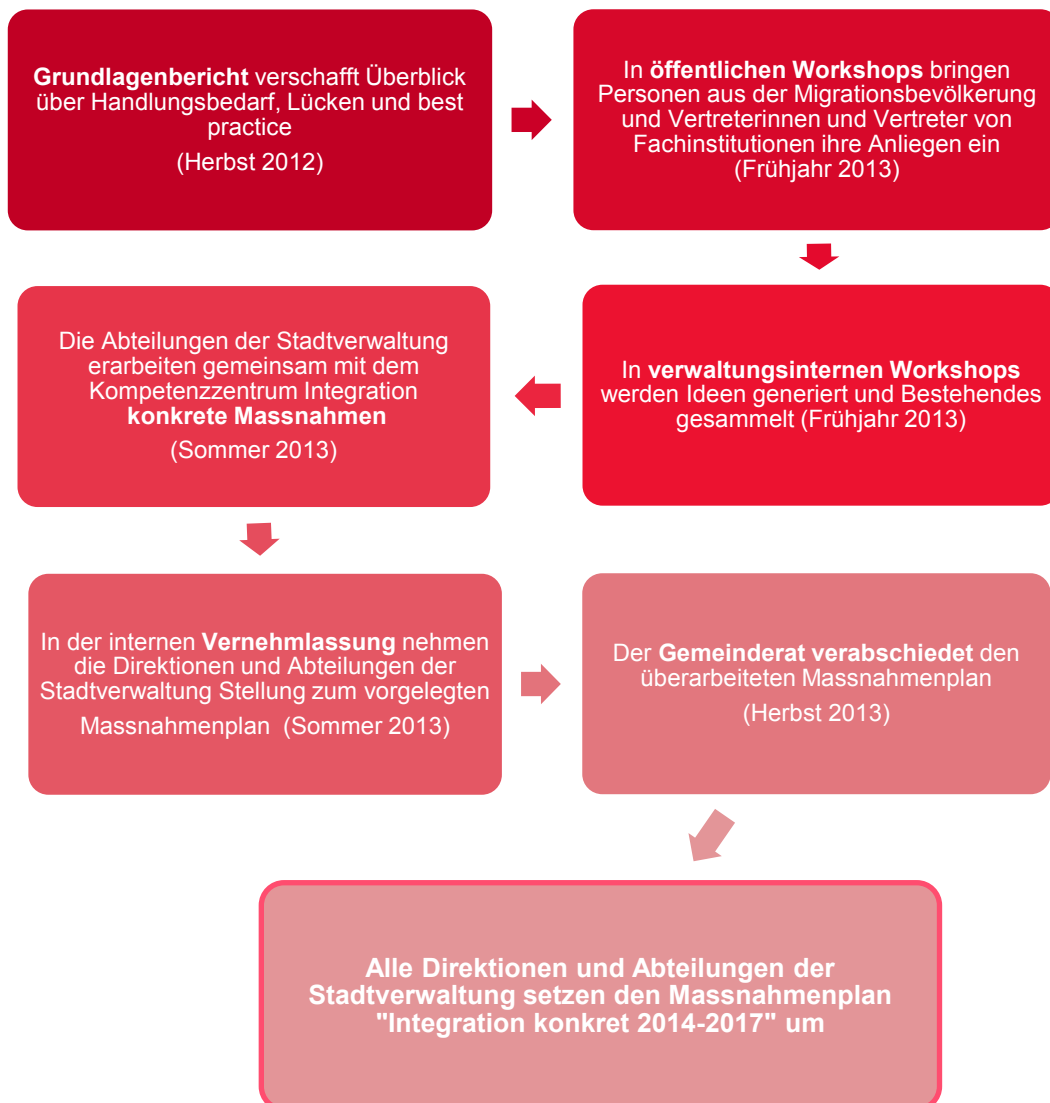 Grundlagenbericht verschafft Überblick
über Handlungsbedarf, Lücken und best
practice
(Herbst 2012)
In öffentlichen Workshops bringen
Personen aus der Migrationsbevölkerung
und Vertreterinnen und Vertreter von
Fachinstitutionen ihre Anliegen ein
(Frühjahr 2013)
In verwaltungsinternen Workshops
werden Ideen generiert und Bestehendes
gesammelt (Frühjahr 2013)
Die Abteilungen der Stadtverwaltung
erarbeiten gemeinsam mit dem
Kompetenzzentrum Integration
konkrete Massnahmen
(Sommer 2013)
In der internen Vernehmlassung nehmen
die Direktionen und Abteilungen der
Stadtverwaltung Stellung zum vorgelegten
Massnahmenplan (Sommer 2013)
Der Gemeinderat verabschiedet den
überarbeiteten Massnahmenplan
(Herbst 2013)
Alle Direktionen und Abteilungen der
Stadtverwaltung setzen den Massnahmenplan
"Integration konkret 2014-2017" um